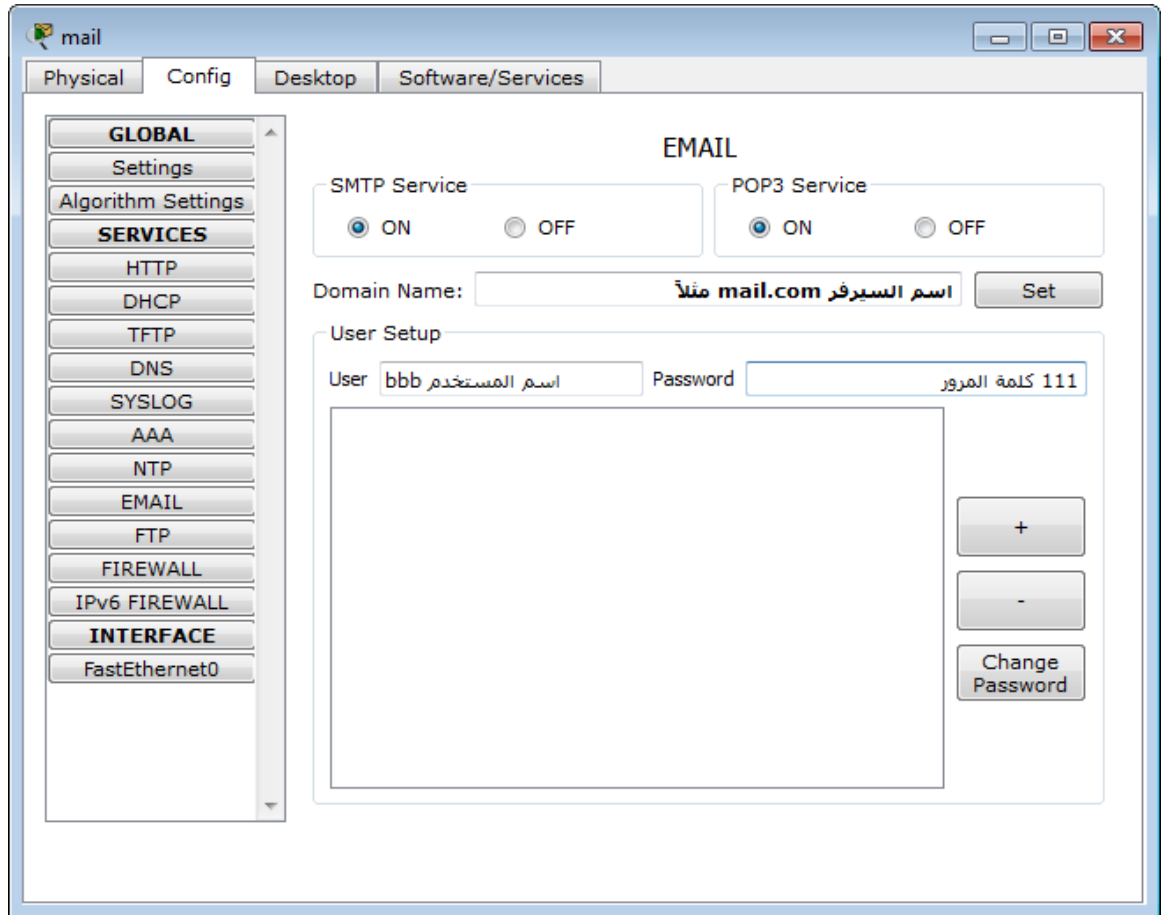 mail
Physical Config Desktop Software/Services
GLOBAL
Settings
Algorithm Settings
SERVICES
HTTP
DHCP
TFTP
DNS
SYSLOG
AAA
NTP
EMAIL
FTP
FIREWALL
IPv6 FIREWALL
INTERFACE
FastEthernet0
EMAIL
SMTP Service POP3 Service
ON OFF ON OFF
Domain Name: اسم السيرفر mail.com مثلاً Set
User Setup
User اسم المستخدم bbb Password 111 كلمة المرور
+
-
Change
Password